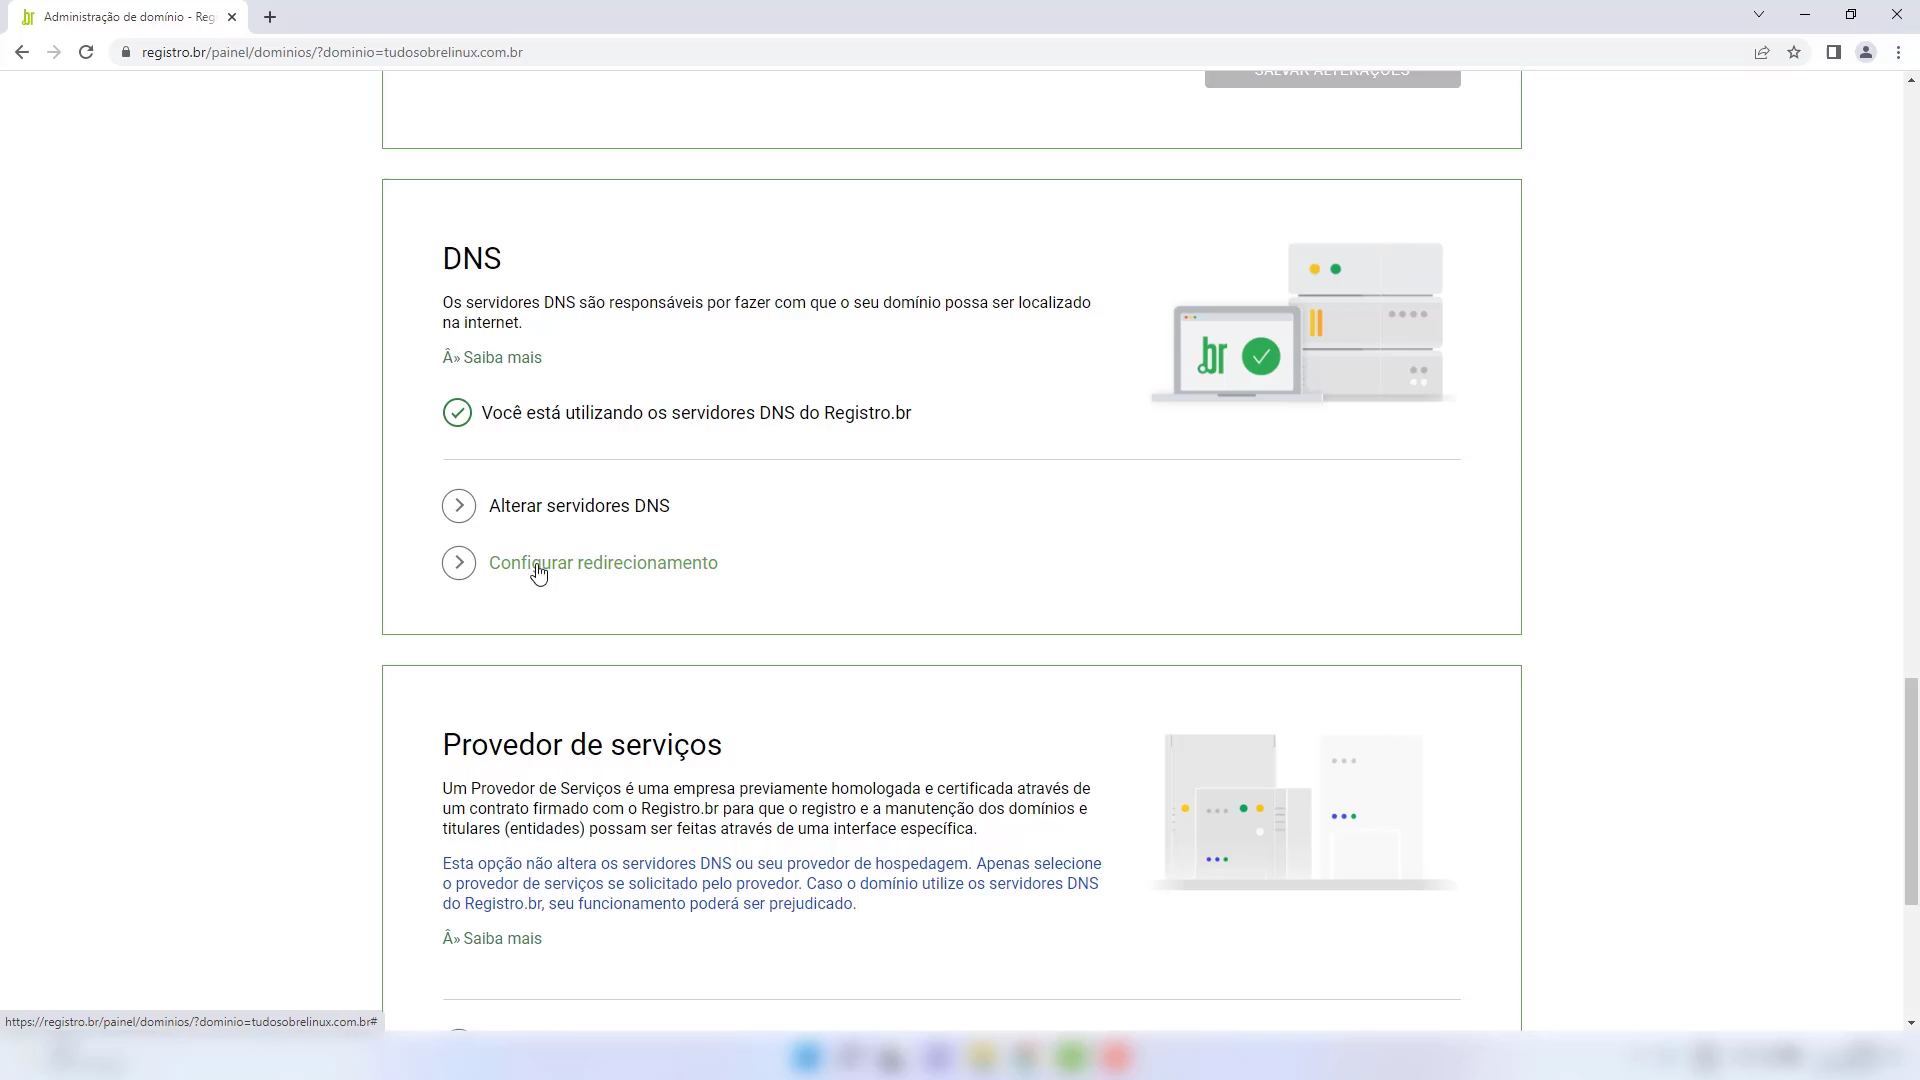 Administração de domínio - Reg
registro.br/painel/dominios/?dominio=tudosobrelinux.com.br
SALVAR ALTERAÇÕES
DNS
Os servidores DNS são responsáveis por fazer com que o seu domínio possa ser localizado
na internet.
Â» Saiba mais
br
Você está utilizando os servidores DNS do Registro.br
Alterar servidores DNS
Configurar redirecionamento
Provedor de serviços
Um Provedor de Serviços é uma empresa previamente homologada e certificada através de
um contrato firmado com o Registro.br para que o registro e a manutenção dos domínios e
titulares (entidades) possam ser feitas através de uma interface específica.
Esta opção não altera os servidores DNS ou seu provedor de hospedagem. Apenas selecione
o provedor de serviços se solicitado pelo provedor. Caso o domínio utilize os servidores DNS
do Registro.br, seu funcionamento poderá ser prejudicado.
Â» Saiba mais
https://registro.br/painel/dominios/?dominio=tudosobrelinux.com.br#